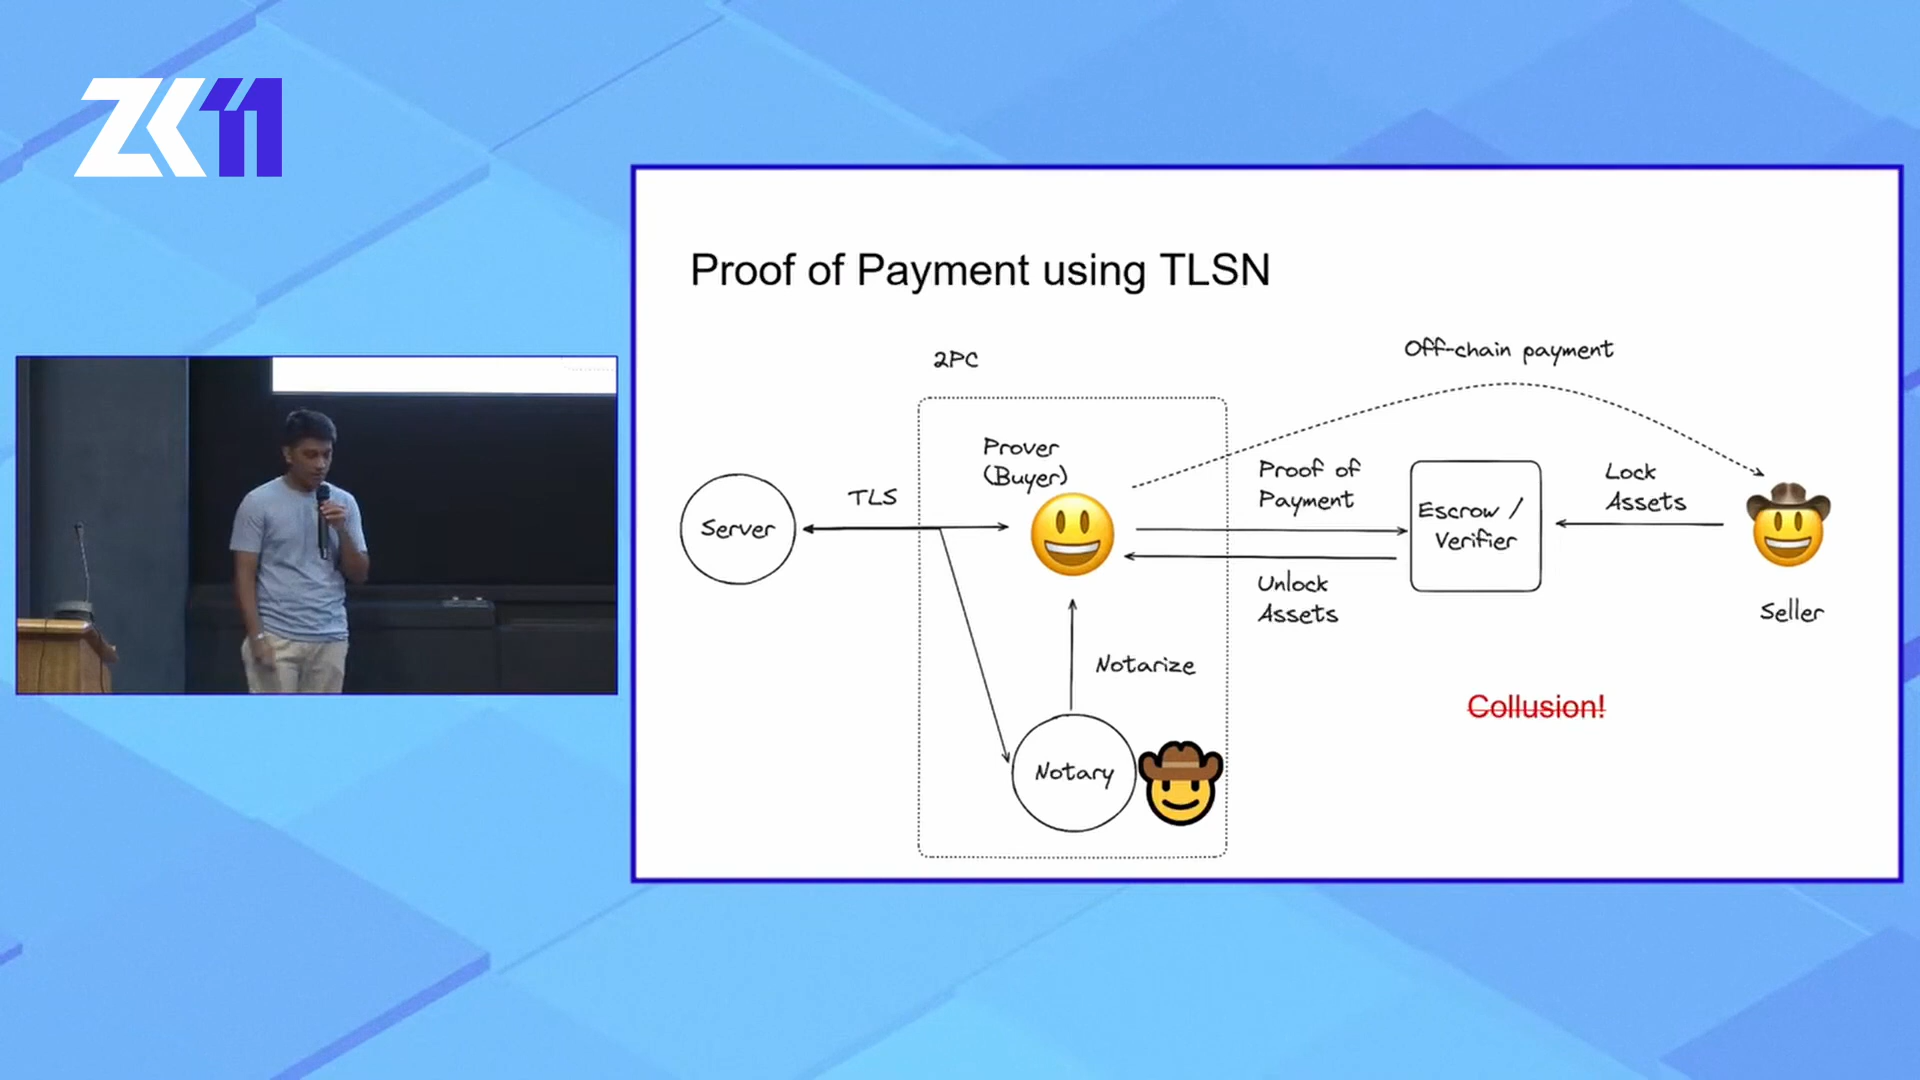 ZK11
Proof of Payment using TLSN
2PC
Off-chain payment
Prover
(Buyer)
TLS
Server
Proof of
Payment
Escrow /
Verifier
Lock
Assets
Unlock
Assets
Seller
Notarize
Collusion!
Notary